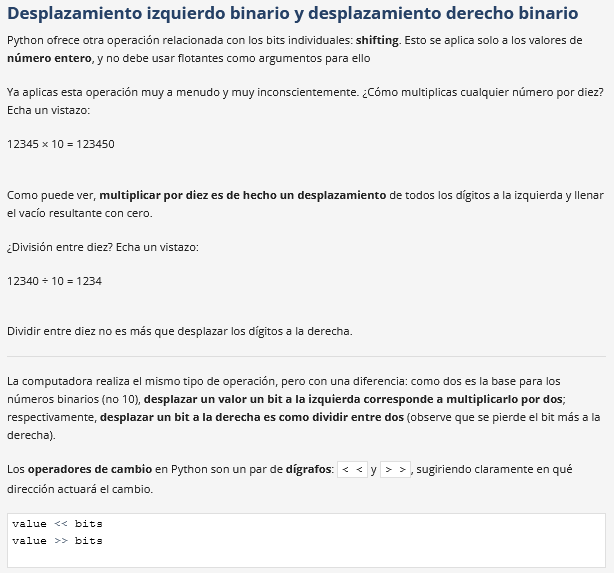 Desplazamiento izquierdo binario y desplazamiento derecho binario
Python ofrece otra operación relacionada con los bits individuales: shifting. Esto se aplica solo a los valores de
número entero, y no debe usar flotantes como argumentos para ello
Ya aplicas esta operación muy a menudo y muy inconscientemente. ¿Cómo multiplicas cualquier número por diez?
Echa un vistazo:
12345 × 10 = 123450
Como puede ver, multiplicar por diez es de hecho un desplazamiento de todos los dígitos a la izquierda y llenar
el vacío resultante con cero.
¿División entre diez? Echa un vistazo:
12340 ÷ 10 = 1234
Dividir entre diez no es más que desplazar los dígitos a la derecha.
La computadora realiza el mismo tipo de operación, pero con una diferencia: como dos es la base para los
números binarios (no 10), desplazar un valor un bit a la izquierda corresponde a multiplicarlo por dos;
respectivamente, desplazar un bit a la derecha es como dividir entre dos (observe que se pierde el bit más a la
derecha).
Los operadores de cambio en Python son un par de dígrafos: < < y > > , sugiriendo claramente en qué
dirección actuará el cambio.
value << bits
value >> bits